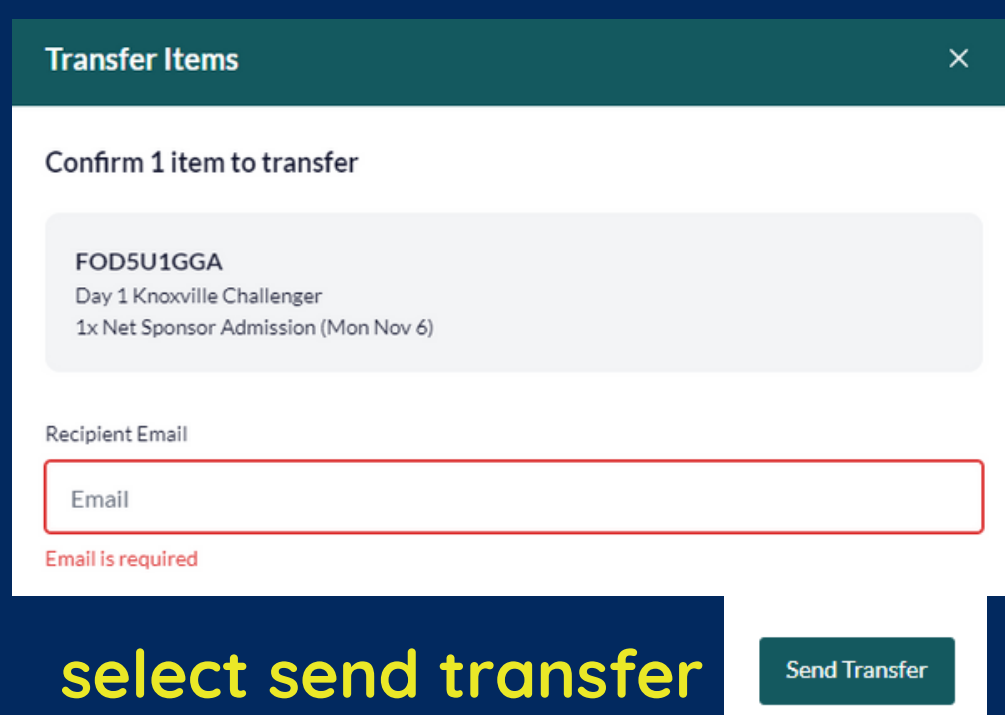 Transfer Items
Confirm 1 item to transfer
FOD5U1GGA
Day 1 Knoxville Challenger
1x Net Sponsor Admission (Mon Nov 6)
Recipient Email
Email
Email is required
select send transfer
Send Transfer